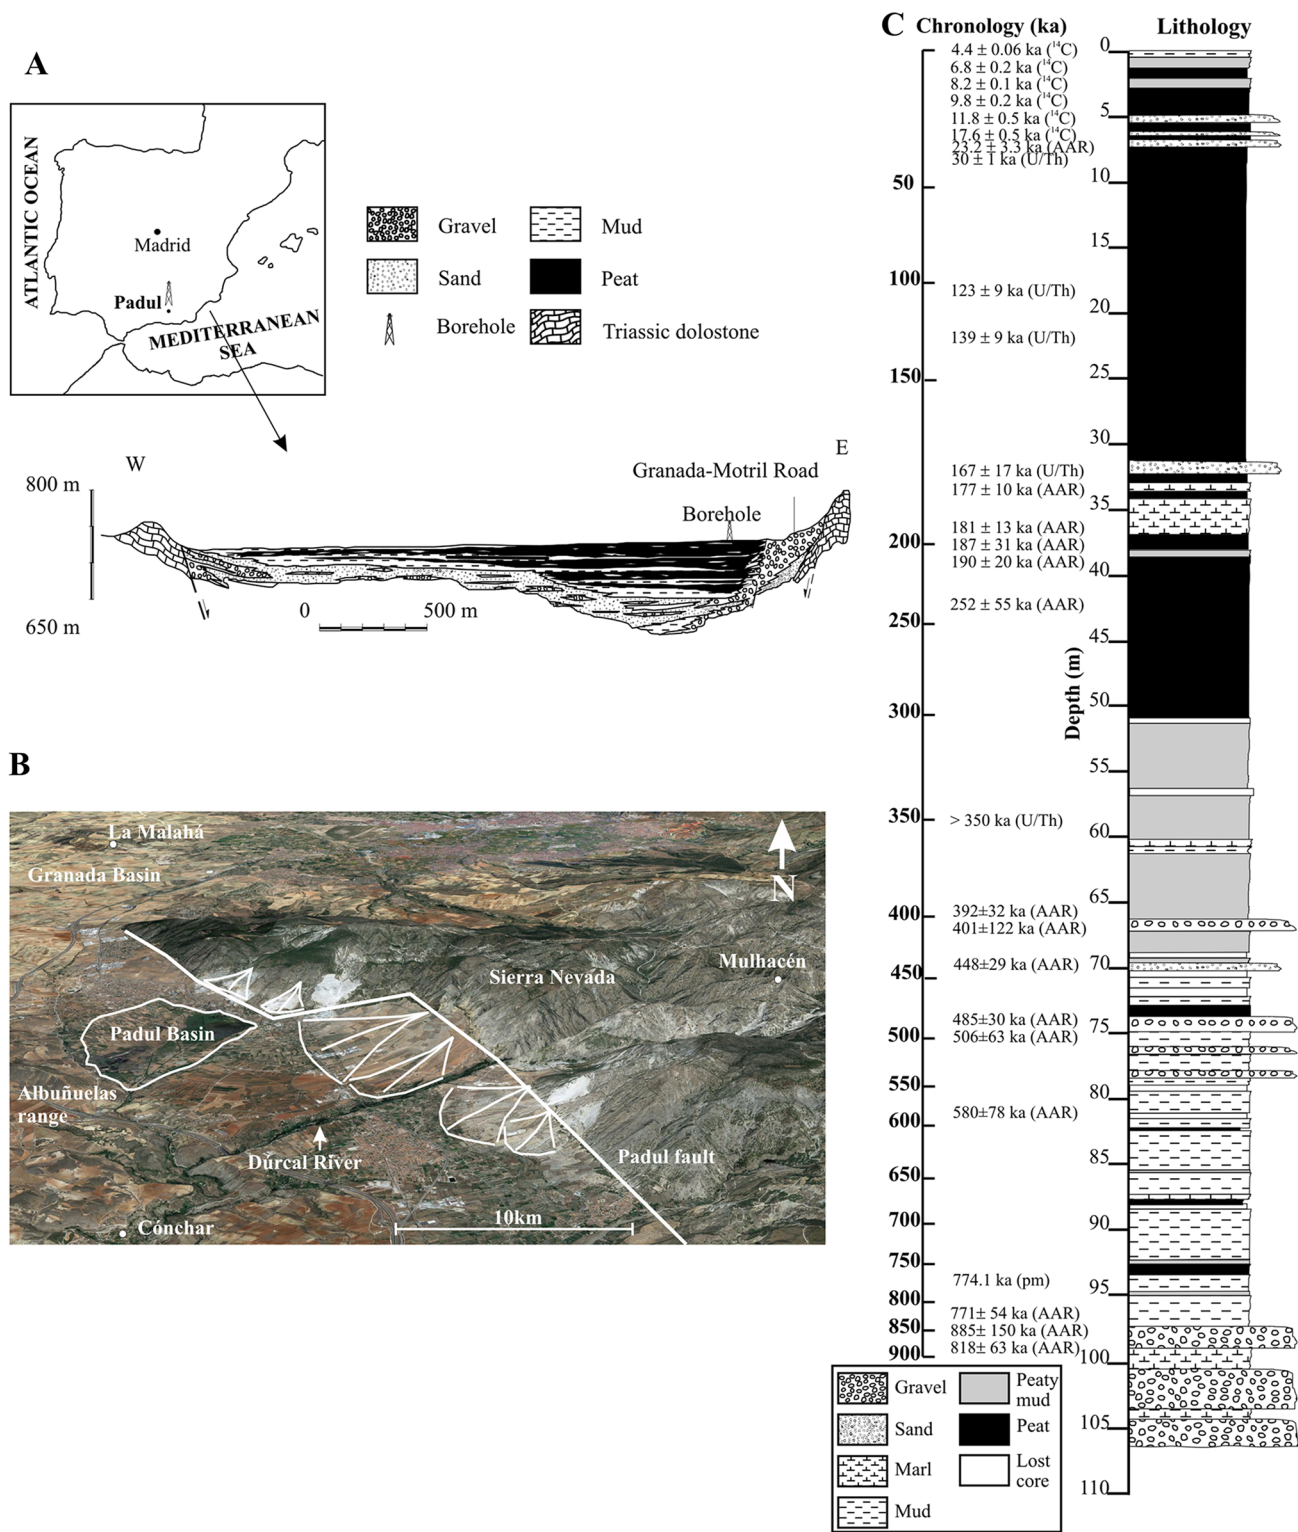 A
ATLANTIC OCEAN
Madrid
Padul
MEDITERRANEAN
SEA
Gravel
Mud
Sand
Peat
Borehole
Triassic dolostone
W
E
Granada-Motril Road
800 m
Borehole
0
500 m
650 m
B
La Malahá
Granada Basin
N
Sierra Nevada
Mulhacén
Padul Basin
Albuñuelas
range
Dúrcal River
Padul fault
10km
Cónchar
C
Chronology (ka)
Lithology
4.4 ± 0.06 ka (14C)
6.8 ± 0.2 ka (14C)
8.2 ± 0.1 ka (14C)
9.8 ± 0.2 ka (14C)
11.8 ± 0.5 ka (14C)
17.6 ± 0.5 ka (14C)
23.2 ± 3.3 ka (AAR)
30 ± 1 ka (U/Th)
123 ± 9 ka (U/Th)
139 ± 9 ka (U/Th)
167 ± 17 ka (U/Th)
177 ± 10 ka (AAR)
181 ± 13 ka (AAR)
187 ± 31 ka (AAR)
190 ± 20 ka (AAR)
252 ± 55 ka (AAR)
> 350 ka (U/Th)
392±32 ka (AAR)
401±122 ka (AAR)
448±29 ka (AAR)
485±30 ka (AAR)
506±63 ka (AAR)
580±78 ka (AAR)
774.1 ka (pm)
771± 54 ka (AAR)
885± 150 ka (AAR)
818± 63 ka (AAR)
50
100
150
200
250
300
350
400
450
500
550
600
650
700
750
800
850
900
Depth (m)
0
5
10
15
20
25
30
35
40
45
50
55
60
65
70
75
80
85
90
95
100
105
110
Gravel
Peaty
mud
Sand
Peat
Marl
Lost
core
Mud